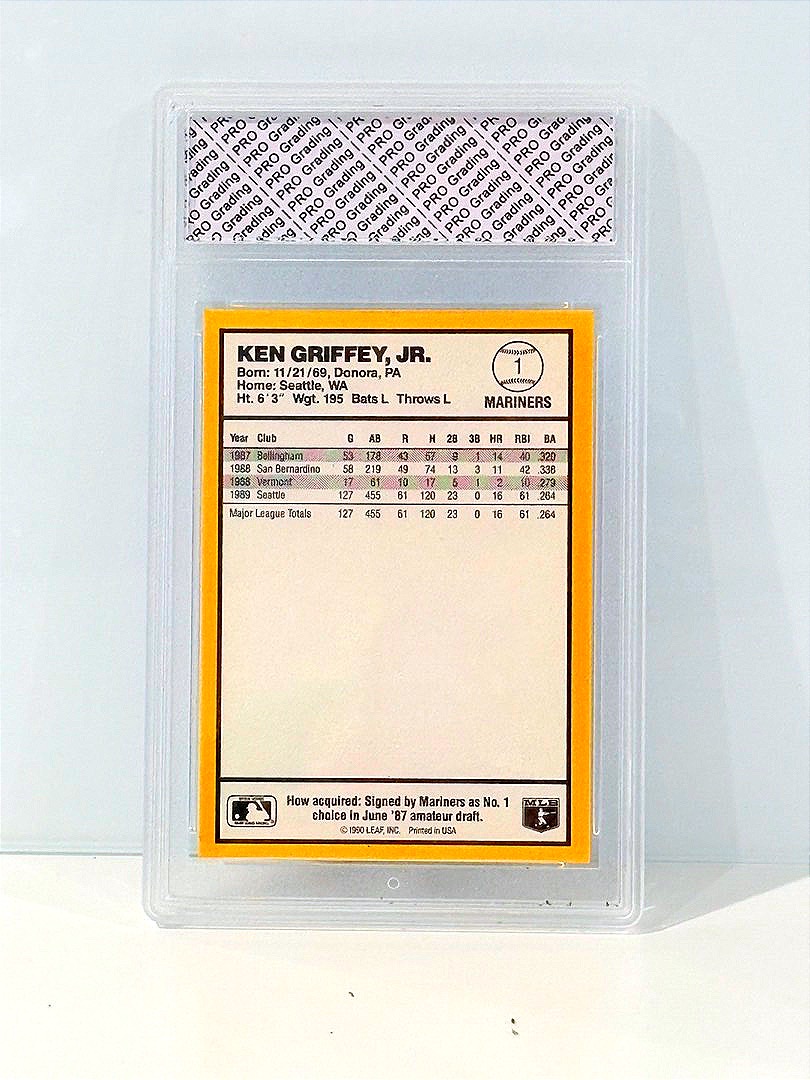 PRO Grading | PRO Grading | PRO Grading
KEN GRIFFEY, JR.
Born: 11/21/69, Donora, PA
Home: Seattle, WA
Ht. 6'3" Wgt. 195 Bats L Throws L
1
MARINERS
Year Club G AB R H 2B 3B HR RBI BA
1987 Bellingham 53 178 43 57 9 1 14 40 .320
1988 San Bernardino 58 219 49 74 13 3 11 42 .338
1988 Vermont 17 61 10 17 5 1 2 10 .279
1989 Seattle 127 455 61 120 23 0 16 61 .264
Major League Totals 127 455 61 120 23 0 16 61 .264
How acquired: Signed by Mariners as No. 1
choice in June '87 amateur draft.
© 1990 LEAF, INC. Printed in USA
MLB